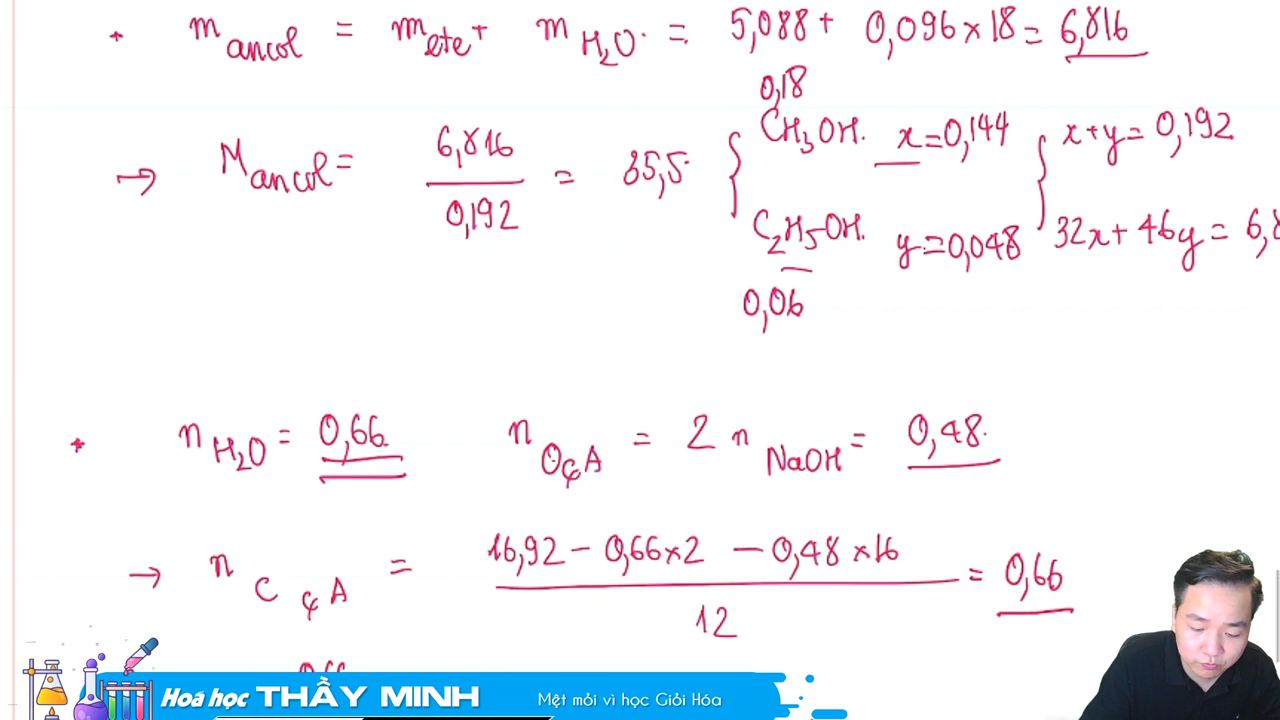 * m ancol = m ete + m H₂O. = 5,088 + 0,096 × 18 = 6,816
0,18
→ M ancol = 6,816 / 0,192 = 35,5 { CH₃OH. x = 0,144 { x + y = 0,192
C₂H₅OH. y = 0,048 32x + 46y = 6,8
0,06
* n H₂O = 0,66 n O ç A = 2 n NaOH = 0,48.
→ n C ç A = 16,92 − 0,66 × 2 − 0,48 × 16 / 12 = 0,66
Hoá học THẦY MINH Mệt mỏi vì học Giỏi Hóa